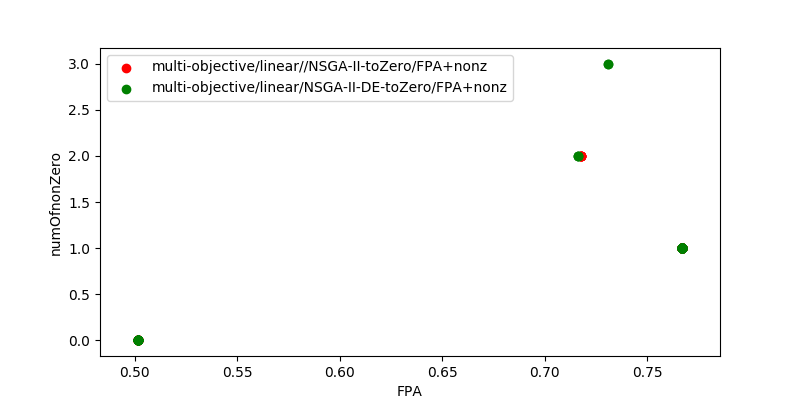 multi-objective/linear//NSGA-II-toZero/FPA+nonz
multi-objective/linear/NSGA-II-DE-toZero/FPA+nonz
3.0
2.5
2.0
1.5
1.0
0.5
0.0
numOfnonZero
0.50 0.55 0.60 0.65 0.70 0.75
FPA